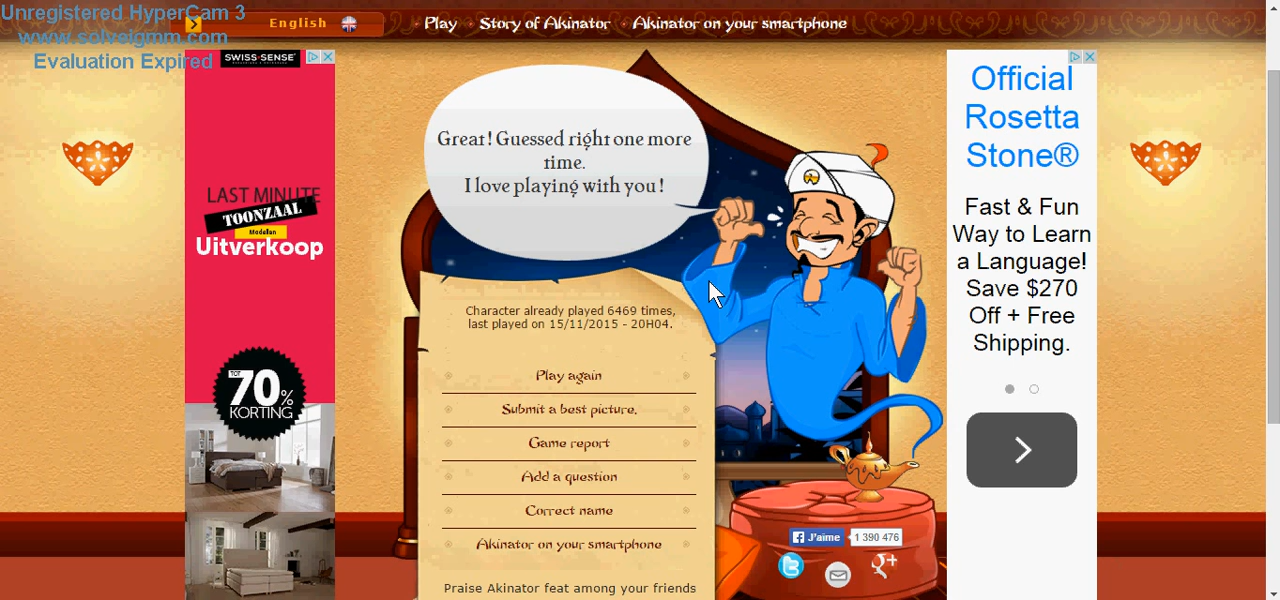 Unregistered HyperCam 3
www.solveigmm.com
Evaluation Expired
English
Play
Story of Akinator
Akinator on your smartphone
SWISS SENSE
LAST MINUTE
TOONZAAL
Modellen
Uitverkoop
TOT
70%
KORTING
Great! Guessed right one more
time.
I love playing with you!
Character already played 6469 times,
last played on 15/11/2015 - 20H04.
Play again
Submit a best picture.
Game report
Add a question
Correct name
Akinator on your smartphone
Praise Akinator feat among your friends
J'aime
1 390 476
Official
Rosetta
Stone®
Fast & Fun
Way to Learn
a Language!
Save $270
Off + Free
Shipping.